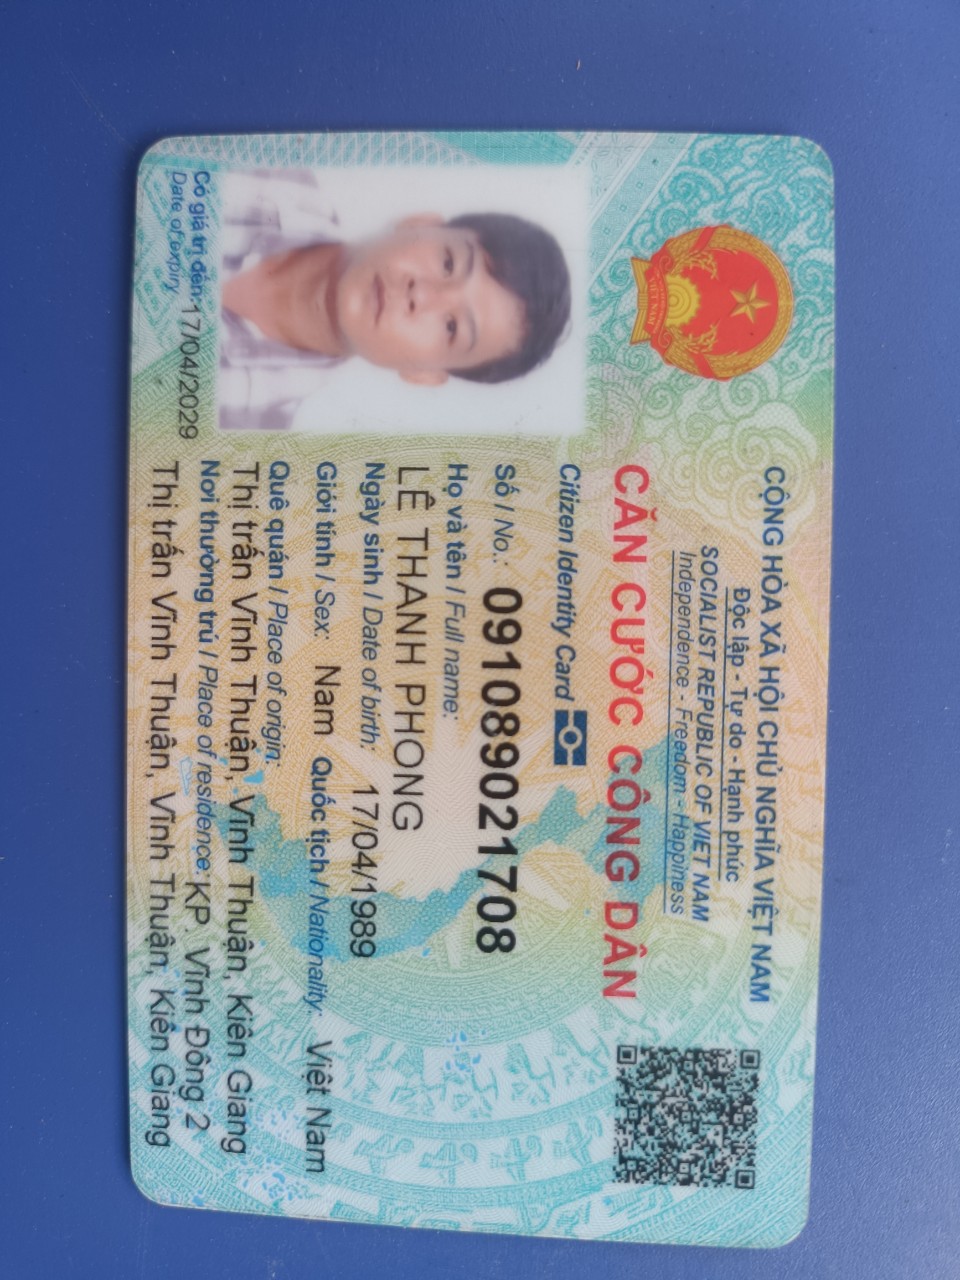 CỘNG HÒA XÃ HỘI CHỦ NGHĨA VIỆT NAM
Độc lập - Tự do - Hạnh phúc
SOCIALIST REPUBLIC OF VIET NAM
Independence - Freedom - Happiness
CĂN CƯỚC CÔNG DÂN
Citizen Identity Card
Số / No.: 091089021708
Họ và tên / Full name:
LÊ THANH PHONG
Ngày sinh / Date of birth: 17/04/1989
Giới tính / Sex: Nam Quốc tịch / Nationality: Việt Nam
Quê quán / Place of origin:
Thị trấn Vĩnh Thuận, Vĩnh Thuận, Kiên Giang
Nơi thường trú / Place of residence: KP. Vĩnh Đông 2
Thị trấn Vĩnh Thuận, Vĩnh Thuận, Kiên Giang
Có giá trị đến: 17/04/2029
Date of expiry
VIỆT NAM